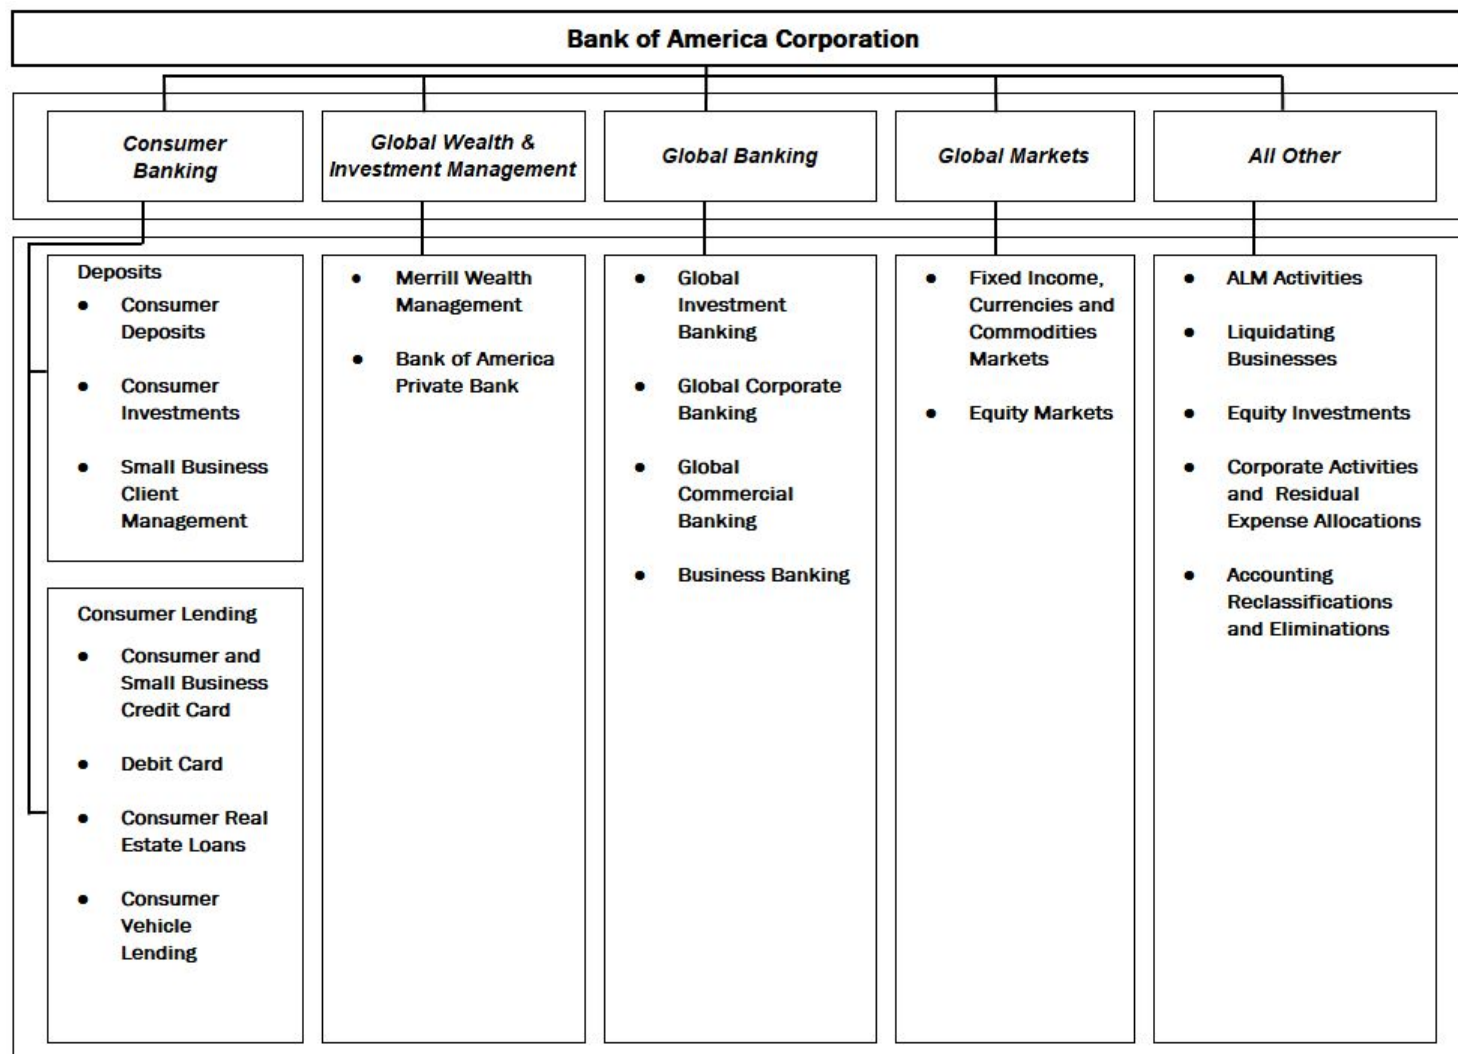 Bank of America Corporation
Consumer
Banking
Global Wealth &
Investment Management
Global Banking
Global Markets
All Other
Deposits
● Consumer
Deposits
● Consumer
Investments
● Small Business
Client
Management
Consumer Lending
● Consumer and
Small Business
Credit Card
● Debit Card
● Consumer Real
Estate Loans
● Consumer
Vehicle
Lending
● Merrill Wealth
Management
● Bank of America
Private Bank
● Global
Investment
Banking
● Global Corporate
Banking
● Global
Commercial
Banking
● Business Banking
● Fixed Income,
Currencies and
Commodities
Markets
● Equity Markets
● ALM Activities
● Liquidating
Businesses
● Equity Investments
● Corporate Activities
and Residual
Expense Allocations
● Accounting
Reclassifications
and Eliminations